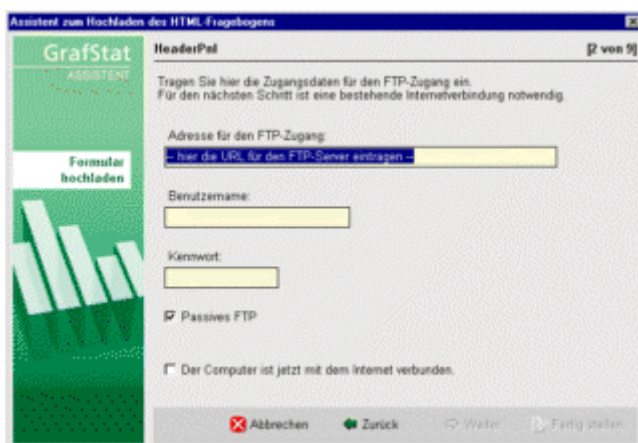 Assistent zum Hochladen des HTML-Fragebogens
GrafStat
ASSISTENT
HeaderPnl
[2 von 9]
Tragen Sie hier die Zugangsdaten für den FTP-Zugang ein.
Für den nächsten Schritt ist eine bestehende Internetverbindung notwendig.
Formular
hochladen
Adresse für den FTP-Zugang:
-- hier die URL für den FTP-Server eintragen --
Benutzername:
Kennwort:
Passives FTP
Der Computer ist jetzt mit dem Internet verbunden.
Abbrechen
Zurück
Weiter
Fertig stellen